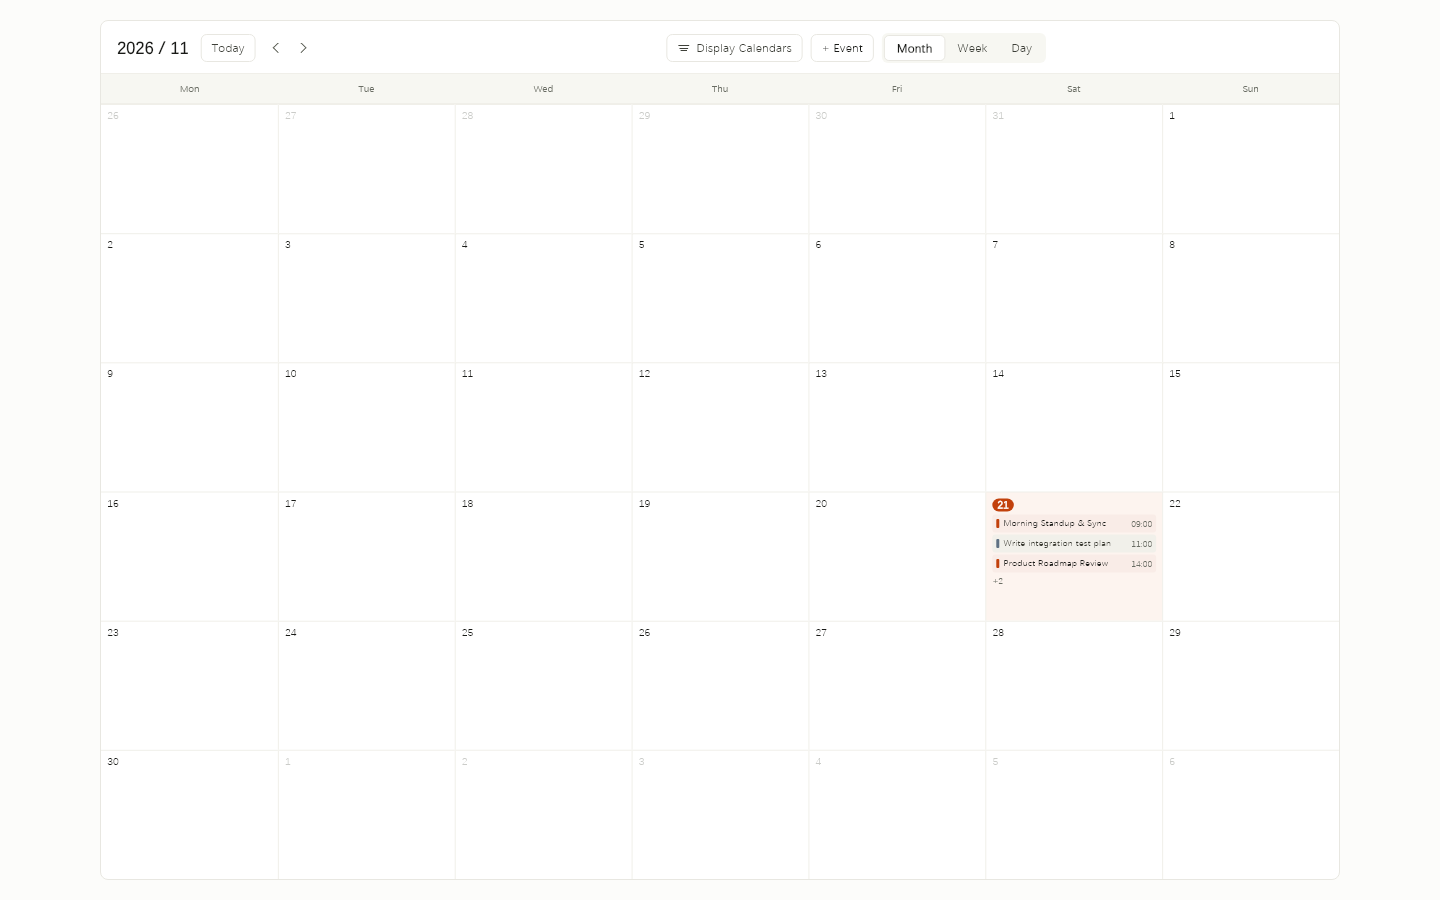 2026 / 11 Today Display Calendars + Event Month Week Day
Mon Tue Wed Thu Fri Sat Sun
26 27 28 29 30 31 1
2 3 4 5 6 7 8
9 10 11 12 13 14 15
16 17 18 19 20 21 22
Morning Standup & Sync 09:00
Write integration test plan 11:00
Product Roadmap Review 14:00
+2
23 24 25 26 27 28 29
30 1 2 3 4 5 6